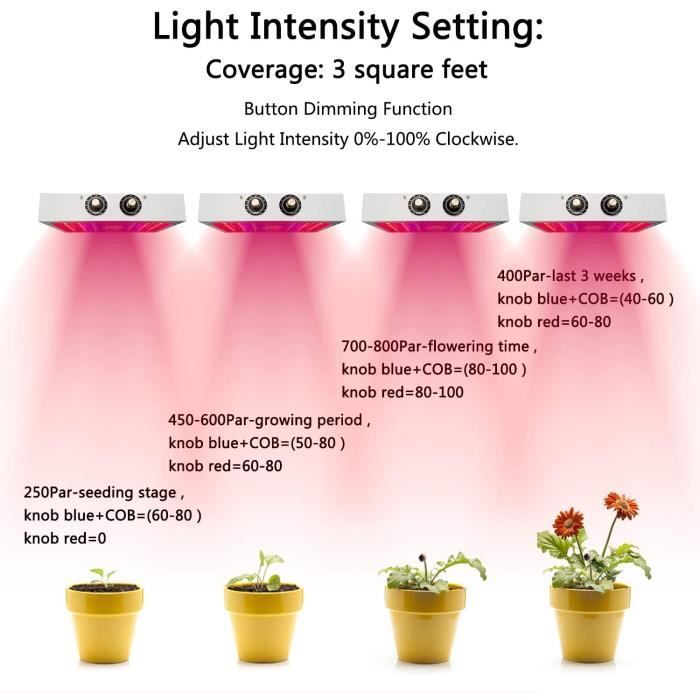 Light Intensity Setting:
Coverage: 3 square feet
Button Dimming Function
Adjust Light Intensity 0%-100% Clockwise.
250Par-seeding stage ,
knob blue+COB=(60-80 )
knob red=0
450-600Par-growing period ,
knob blue+COB=(50-80 )
knob red=60-80
700-800Par-flowering time ,
knob blue+COB=(80-100 )
knob red=80-100
400Par-last 3 weeks ,
knob blue+COB=(40-60 )
knob red=60-80